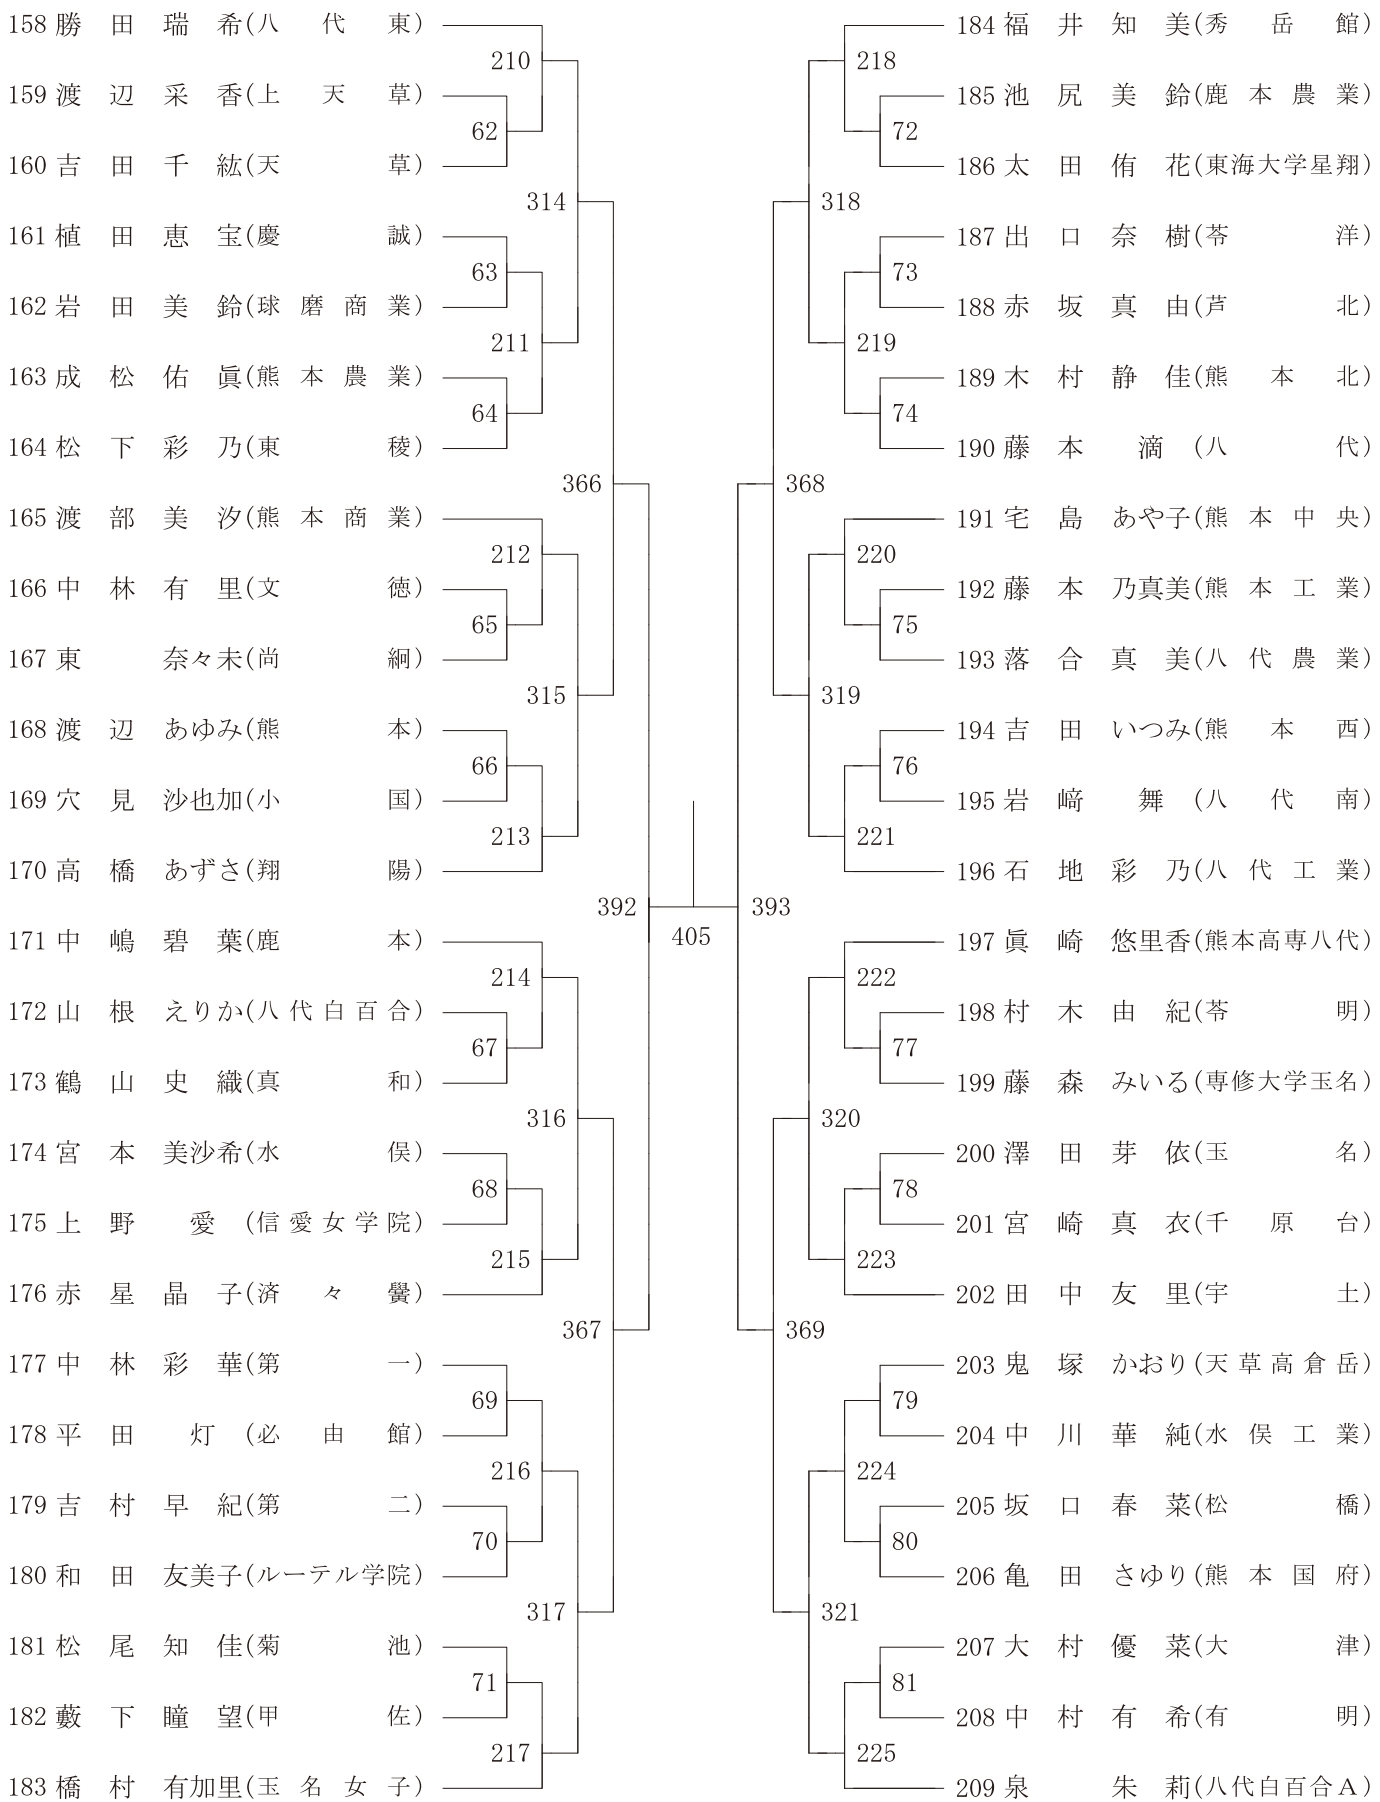 158 勝田瑞希(八代東)
210
159 渡辺采香(上天草)
62
160 吉田千紘(天草)
314
161 植田恵宝(慶誠)
63
162 岩田美鈴(球磨商業)
211
163 成松佑眞(熊本農業)
64
164 松下彩乃(東稜)
366
165 渡部美汐(熊本商業)
212
166 中林有里(文徳)
65
167 東奈々未(尚絅)
315
168 渡辺あゆみ(熊本)
66
169 穴見沙也加(小国)
213
170 高橋あずさ(翔陽)
392
171 中嶋碧葉(鹿本)
214
172 山根えりか(八代白百合)
67
173 鶴山史織(真和)
316
174 宮本美沙希(水俣)
68
175 上野愛(信愛女学院)
215
176 赤星晶子(済々黌)
367
177 中林彩華(第一)
69
178 平田灯(必由館)
216
179 吉村早紀(第二)
70
180 和田友美子(ルーテル学院)
317
181 松尾知佳(菊池)
71
182 藪下瞳望(甲佐)
217
183 橋村有加里(玉名女子)
405
184 福井知美(秀岳館)
218
185 池尻美鈴(鹿本農業)
72
186 太田侑花(東海大学星翔)
318
187 出口奈樹(苓洋)
73
188 赤坂真由(芦北)
219
189 木村静佳(熊本北)
74
190 藤本滴(八代)
368
191 宅島あや子(熊本中央)
220
192 藤本乃真美(熊本工業)
75
193 落合真美(八代農業)
319
194 吉田いつみ(熊本西)
76
195 岩﨑舞(八代南)
221
196 石地彩乃(八代工業)
393
197 眞崎悠里香(熊本高専八代)
222
198 村木由紀(苓明)
77
199 藤森みいる(専修大学玉名)
320
200 澤田芽依(玉名)
78
201 宮崎真衣(千原台)
223
202 田中友里(宇土)
369
203 鬼塚かおり(天草高倉岳)
79
204 中川華純(水俣工業)
224
205 坂口春菜(松橋)
80
206 亀田さゆり(熊本国府)
321
207 大村優菜(大津)
81
208 中村有希(有明)
225
209 泉朱莉(八代白百合A)